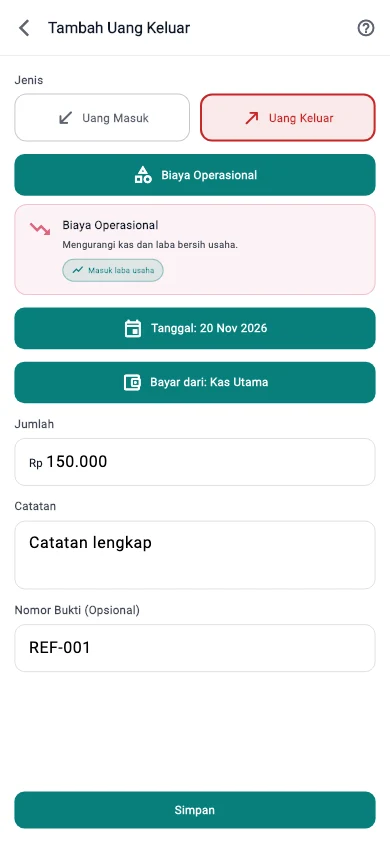 Tambah Uang Keluar
Jenis
Uang Masuk
Uang Keluar
Biaya Operasional
Biaya Operasional
Mengurangi kas dan laba bersih usaha.
Masuk laba usaha
Tanggal: 20 Nov 2026
Bayar dari: Kas Utama
Jumlah
Rp 150.000
Catatan
Catatan lengkap
Nomor Bukti (Opsional)
REF-001
Simpan